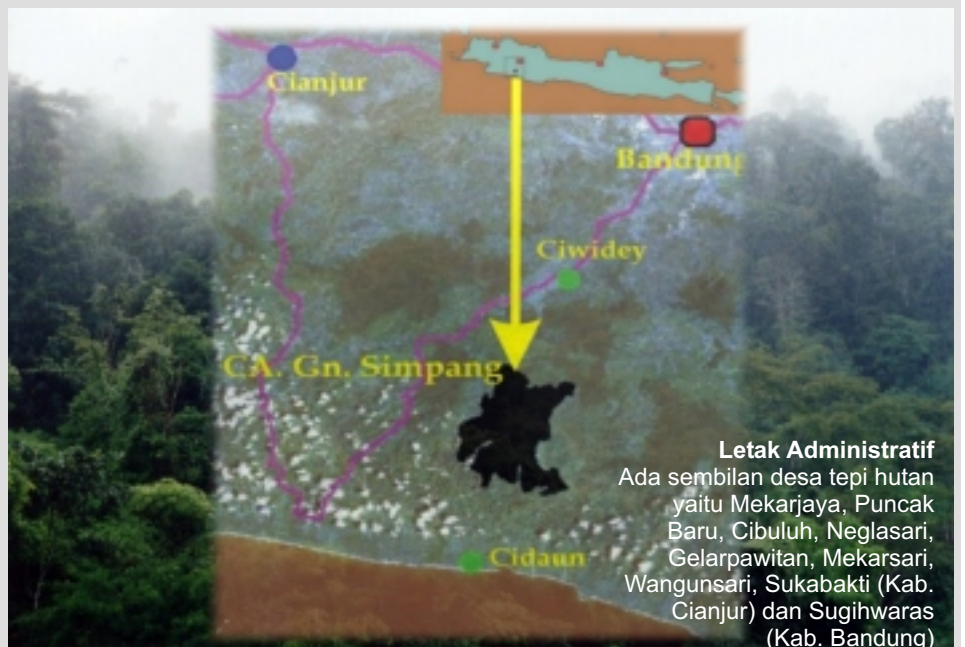 Cianjur
Bandung
Ciwidey
CA. Gn. Simpang
Cidaun
Letak Administratif
Ada sembilan desa tepi hutan
yaitu Mekarjaya, Puncak
Baru, Cibuluh, Neglasari,
Gelarpawitan, Mekarsari,
Wangunsari, Sukabakti (Kab.
Cianjur) dan Sugihwaras
(Kab. Bandung)